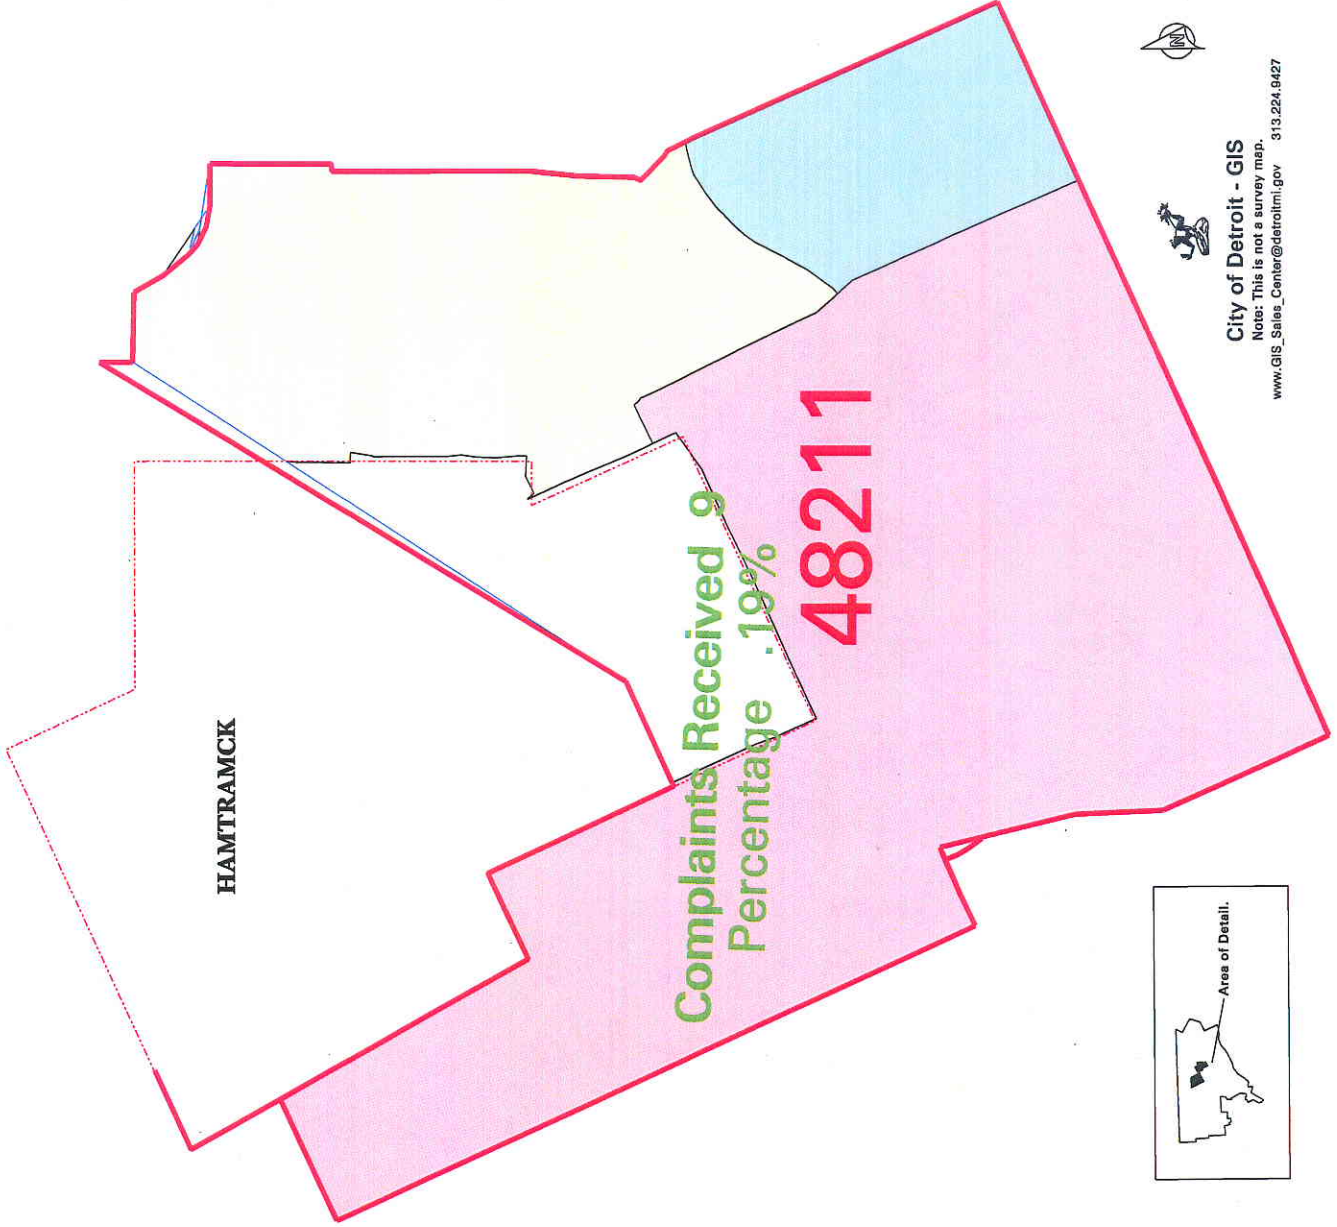 HAMTRAMCK
Complaints Received 9
Percentage .19%
48211
N
City of Detroit - GIS
Note: This is not a survey map.
www.GIS_Sales_Center@detroitmi.gov 313.224.9427
Area of Detail.